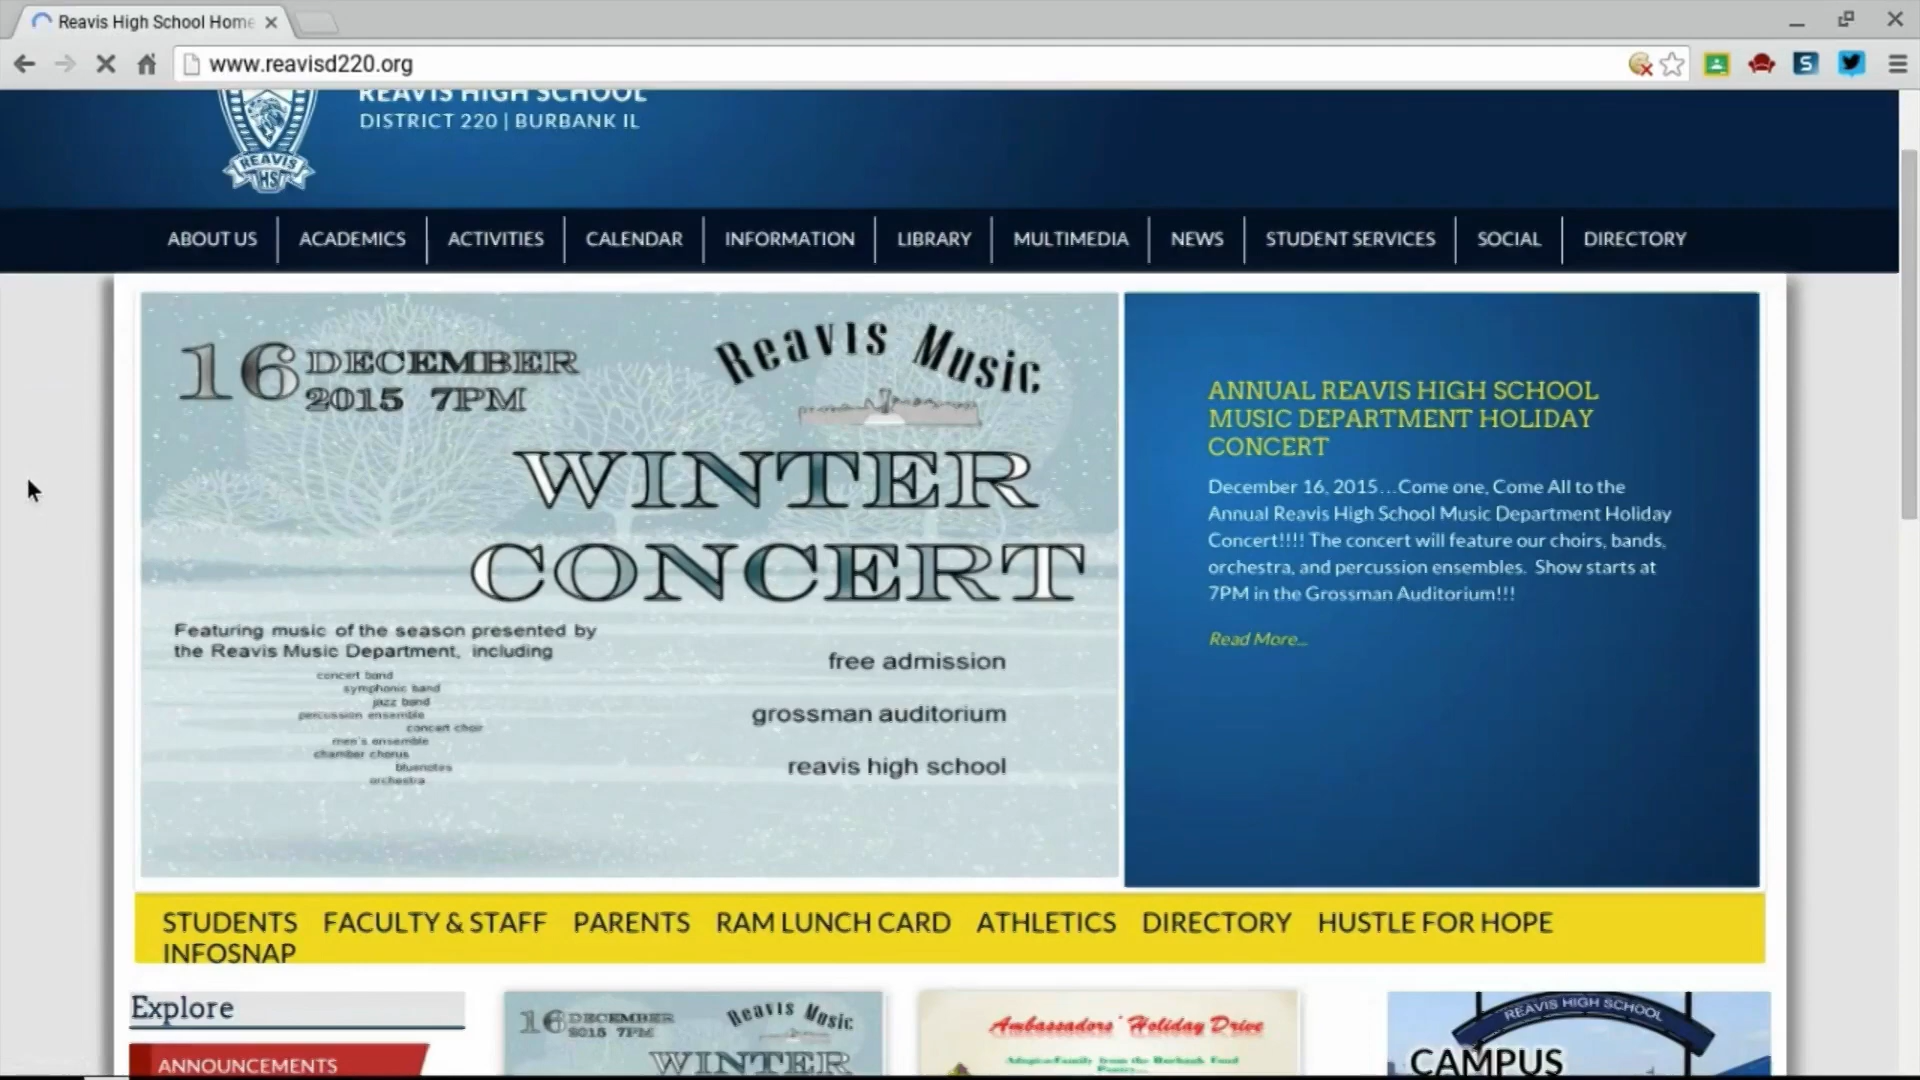 Reavis High School Home
www.reavisd220.org
REAVIS HIGH SCHOOL
DISTRICT 220 | BURBANK IL
REAVIS
HS
ABOUT US ACADEMICS ACTIVITIES CALENDAR INFORMATION LIBRARY MULTIMEDIA NEWS STUDENT SERVICES SOCIAL DIRECTORY
16 DECEMBER
2015 7PM
Reavis Music
WINTER
CONCERT
Featuring music of the season presented by
the Reavis Music Department, including
concert band
symphonic band
jazz band
percussion ensemble
concert choir
men's ensemble
chamber chorus
bluenotes
orchestra
free admission
grossman auditorium
reavis high school
ANNUAL REAVIS HIGH SCHOOL
MUSIC DEPARTMENT HOLIDAY
CONCERT
December 16, 2015…Come one, Come All to the
Annual Reavis High School Music Department Holiday
Concert!!!! The concert will feature our choirs, bands,
orchestra, and percussion ensembles. Show starts at
7PM in the Grossman Auditorium!!!
Read More...
STUDENTS FACULTY & STAFF PARENTS RAM LUNCH CARD ATHLETICS DIRECTORY HUSTLE FOR HOPE
INFOSNAP
Explore
ANNOUNCEMENTS
16 DECEMBER
2015 7PM
Reavis Music
WINTER
Ambassadors' Holiday Drive
Adopt a Family from the Burbank Food
Pantry...
REAVIS HIGH SCHOOL
CAMPUS